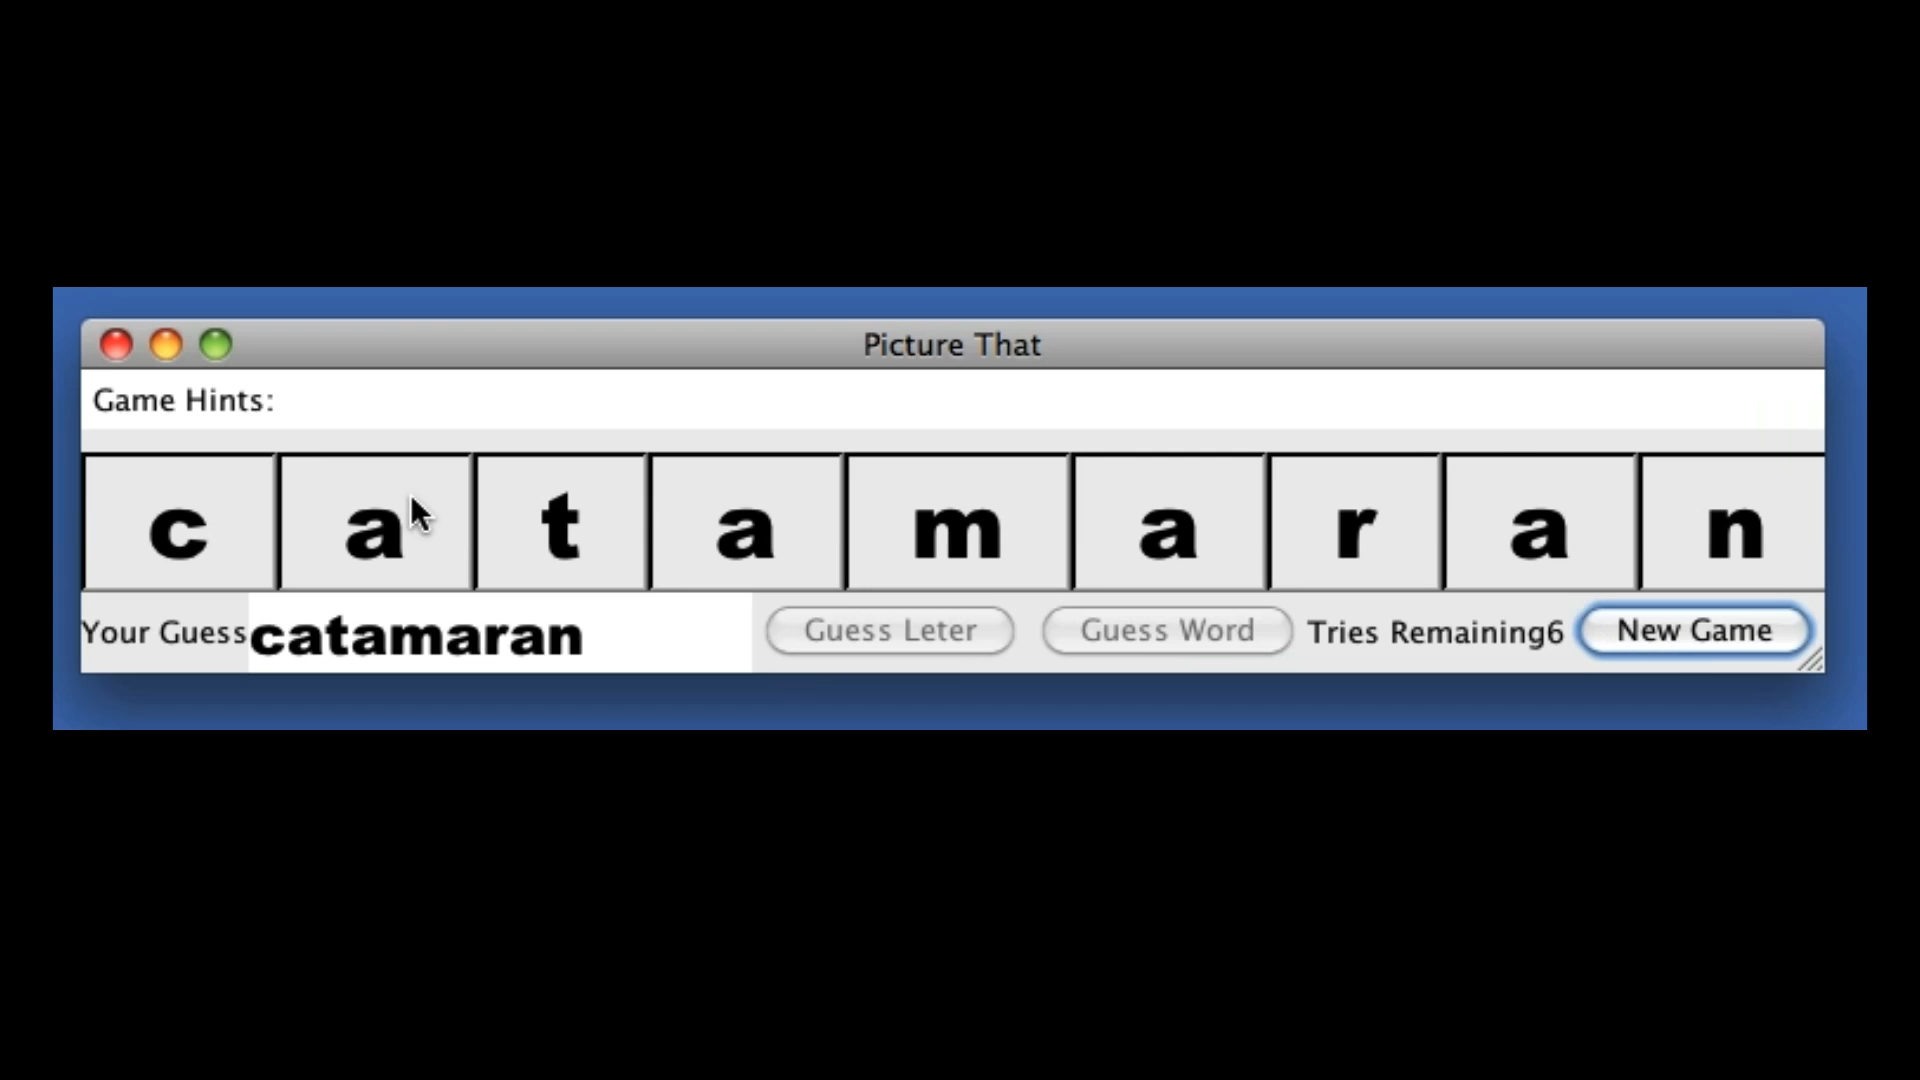 Picture That
Game Hints:
c a t a m a r a n
Your Guess catamaran Guess Leter Guess Word Tries Remaining6 New Game